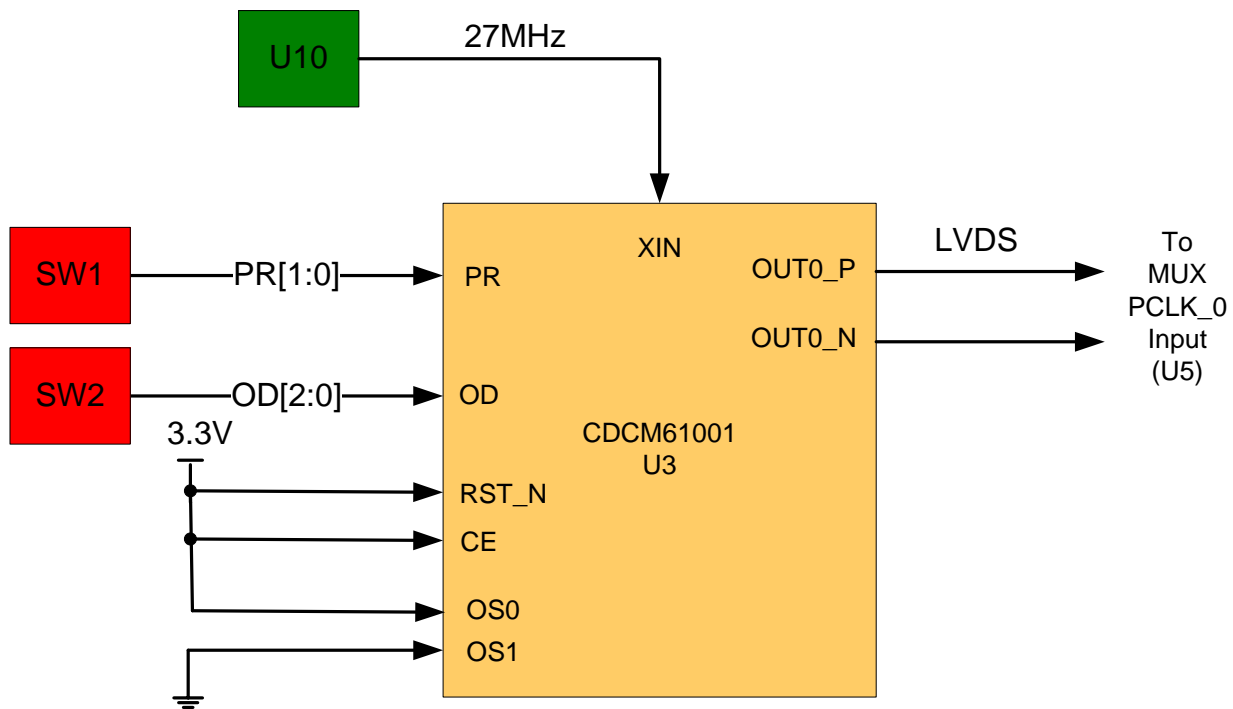 U10
27MHz
SW1
PR[1:0]
PR
XIN
OUT0_P
LVDS
To
MUX
PCLK_0
Input
(U5)
OUT0_N
SW2
OD[2:0]
OD
3.3V
CDCM61001
U3
RST_N
CE
OS0
OS1